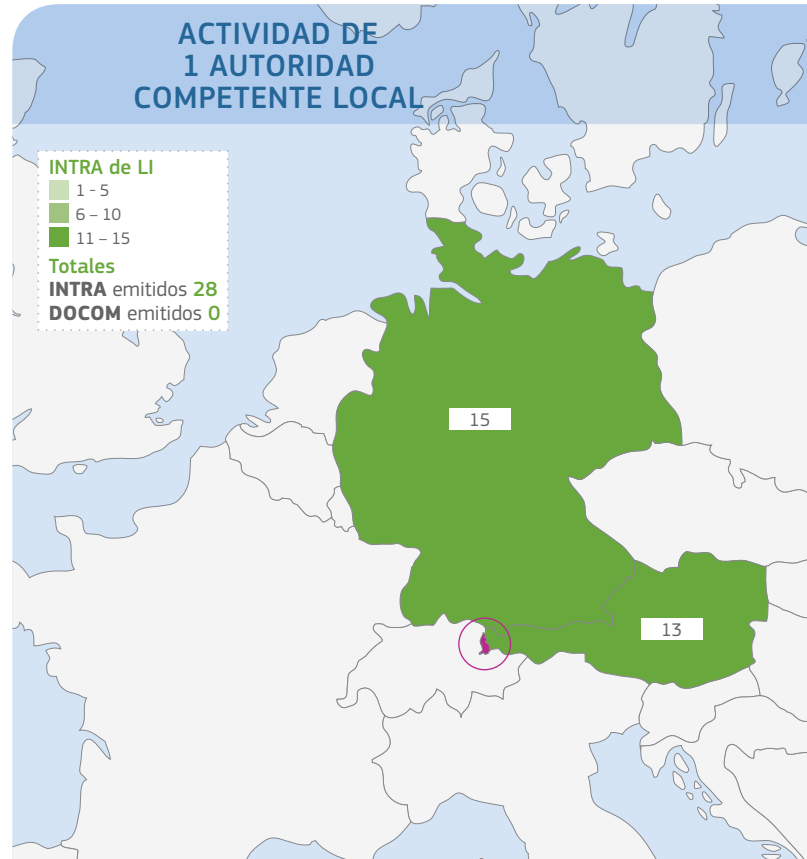 ACTIVIDAD DE
1 AUTORIDAD
COMPETENTE LOCAL
INTRA de LI
1 - 5
6 – 10
11 – 15
Totales
INTRA emitidos 28
DOCOM emitidos 0
15
13